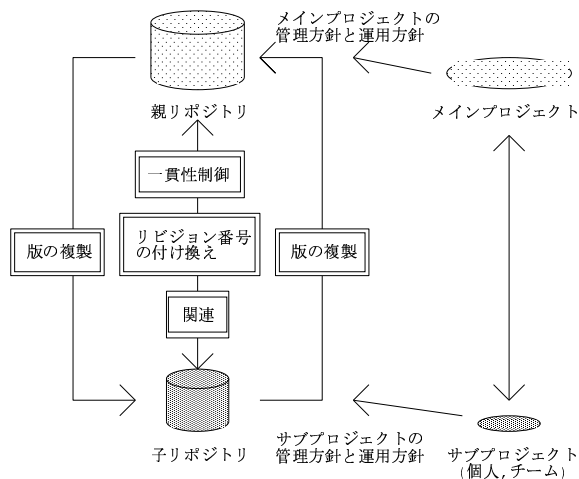 メインプロジェクトの
管理方針と運用方針
親リポジトリ
メインプロジェクト
一貫性制御
版の複製
リビジョン番号
の付け換え
版の複製
関連
子リポジトリ
サブプロジェクトの
管理方針と運用方針
サブプロジェクト
(個人,チーム)